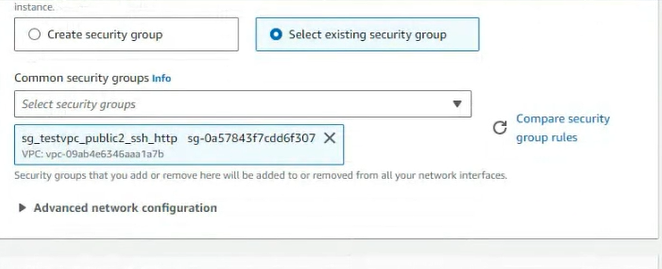 instance.
Create security group
Select existing security group
Common security groups Info
Select security groups
Compare security
group rules
sg_testvpc_public2_ssh_http sg-0a57843f7cdd6f307
VPC: vpc-09ab4e6346aaa1a7b
Security groups that you add or remove here will be added to or removed from all your network interfaces.
Advanced network configuration